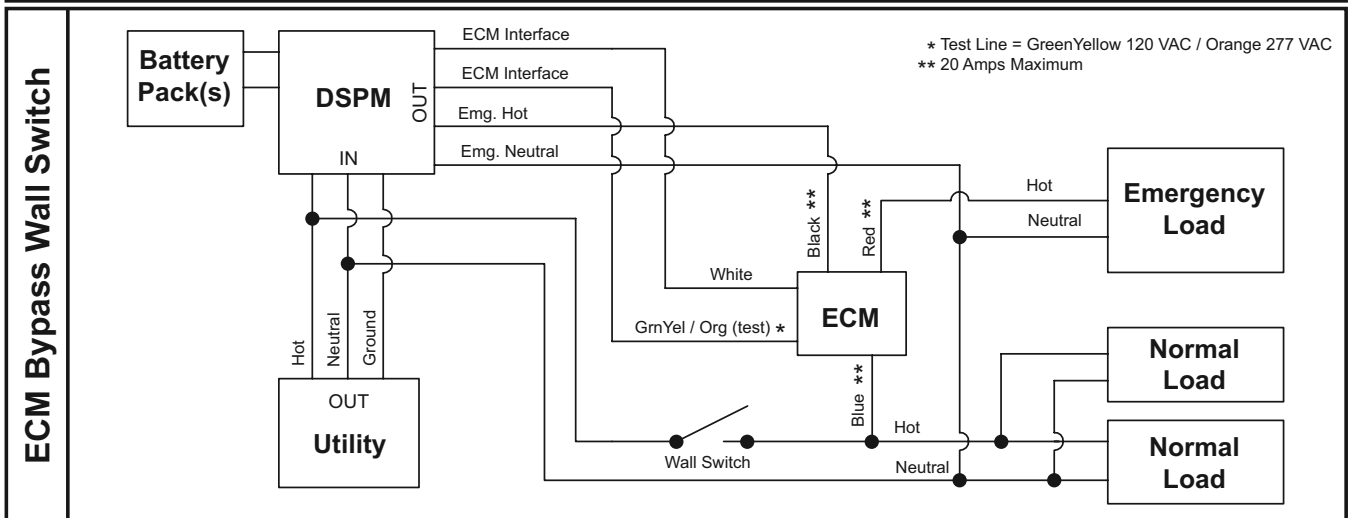 ECM Bypass Wall Switch
Battery
Pack(s)
DSPM
OUT
IN
ECM Interface
ECM Interface
Emg. Hot
Emg. Neutral
* Test Line = GreenYellow 120 VAC / Orange 277 VAC
** 20 Amps Maximum
Black **
Red **
Hot
Neutral
Emergency
Load
White
GrnYel / Org (test) *
ECM
Blue **
Hot
Neutral
Ground
OUT
Utility
Wall Switch
Hot
Neutral
Normal
Load
Normal
Load